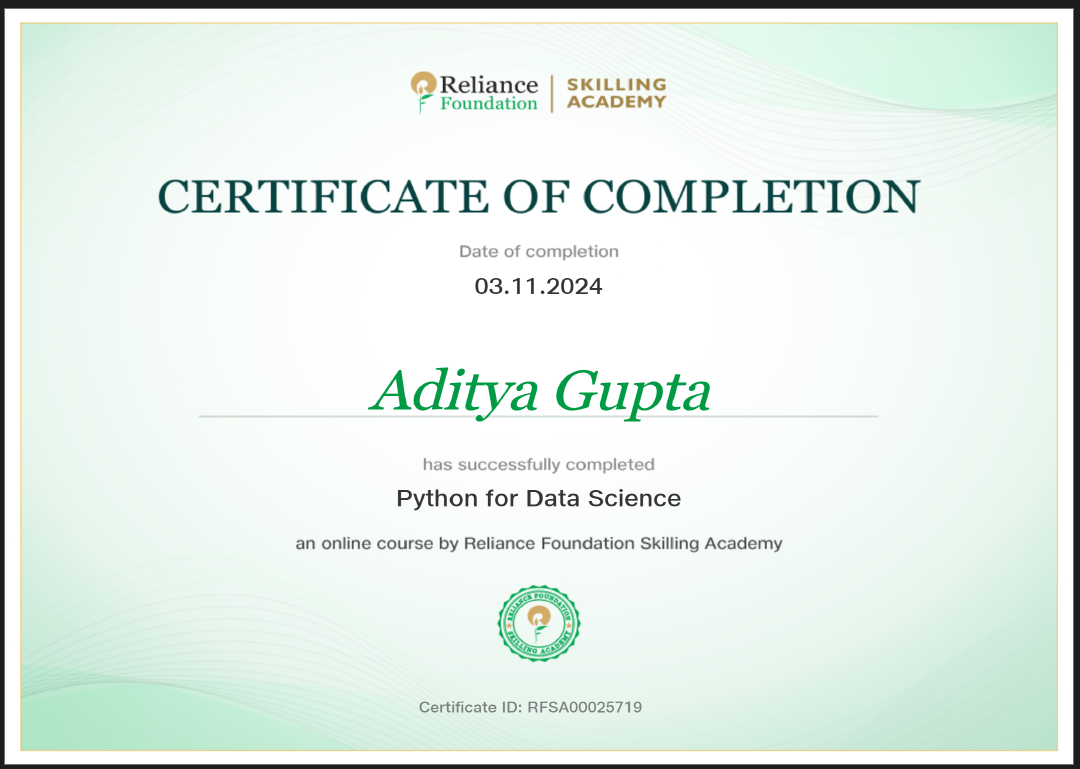 Reliance
Foundation
SKILLING
ACADEMY
CERTIFICATE OF COMPLETION
Date of completion
03.11.2024
Aditya Gupta
has successfully completed
Python for Data Science
an online course by Reliance Foundation Skilling Academy
RELIANCE FOUNDATION
SKILLING ACADEMY
Certificate ID: RFSA00025719